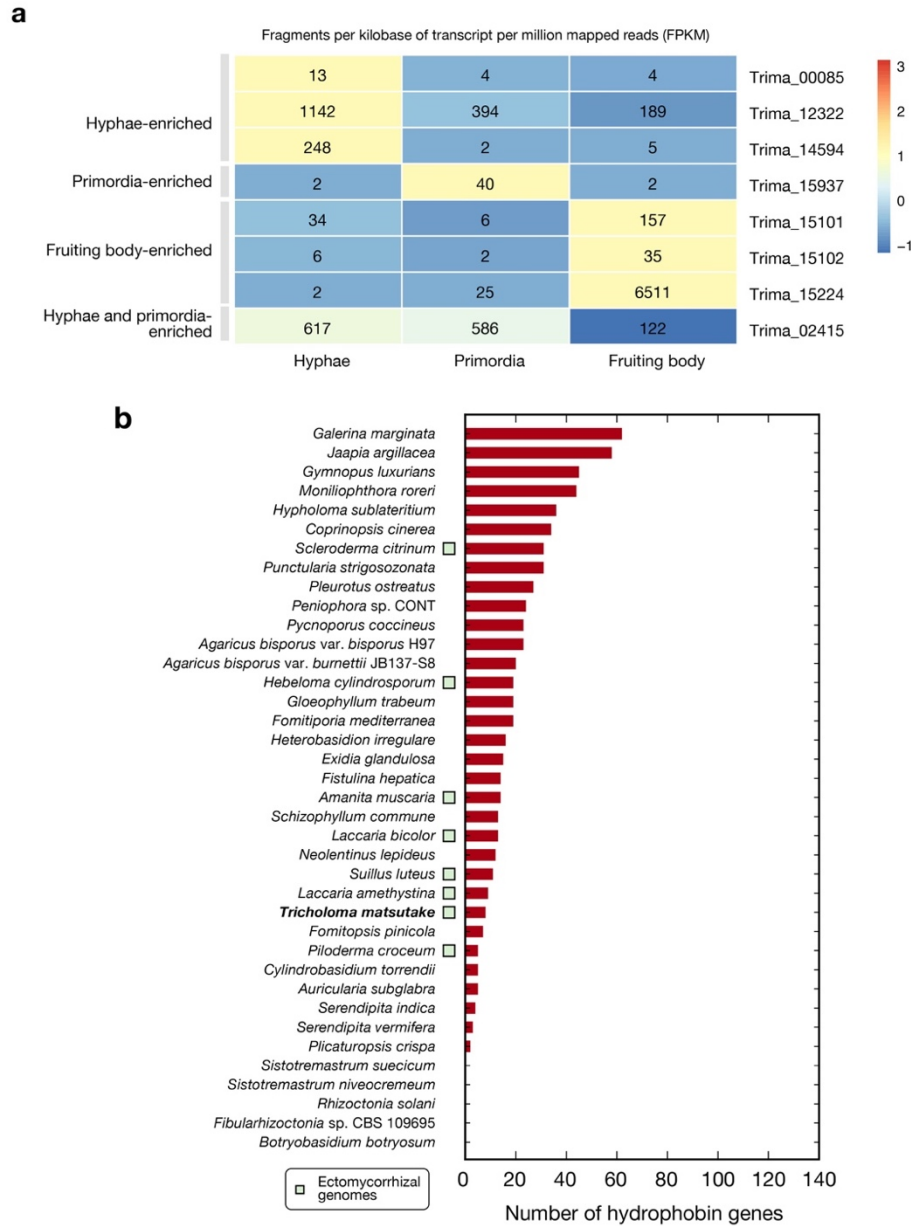 a
Fragments per kilobase of transcript per million mapped reads (FPKM)
Hyphae-enriched
Primordia-enriched
Fruiting body-enriched
Hyphae and primordia-
enriched
13 4 4 Trima_00085
1142 394 189 Trima_12322
248 2 5 Trima_14594
2 40 2 Trima_15937
34 6 157 Trima_15101
6 2 35 Trima_15102
2 25 6511 Trima_15224
617 586 122 Trima_02415
Hyphae Primordia Fruiting body
3
2
1
0
−1
b
Galerina marginata
Jaapia argillacea
Gymnopus luxurians
Moniliophthora roreri
Hypholoma sublateritium
Coprinopsis cinerea
Scleroderma citrinum
Punctularia strigosozonata
Pleurotus ostreatus
Peniophora sp. CONT
Pycnoporus coccineus
Agaricus bisporus var. bisporus H97
Agaricus bisporus var. burnettii JB137-S8
Hebeloma cylindrosporum
Gloeophyllum trabeum
Fomitiporia mediterranea
Heterobasidion irregulare
Exidia glandulosa
Fistulina hepatica
Amanita muscaria
Schizophyllum commune
Laccaria bicolor
Neolentinus lepideus
Suillus luteus
Laccaria amethystina
Tricholoma matsutake
Fomitopsis pinicola
Piloderma croceum
Cylindrobasidium torrendii
Auricularia subglabra
Serendipita indica
Serendipita vermifera
Plicaturopsis crispa
Sistotremastrum suecicum
Sistotremastrum niveocremeum
Rhizoctonia solani
Fibularhizoctonia sp. CBS 109695
Botryobasidium botryosum
0 20 40 60 80 100 120 140
Number of hydrophobin genes
Ectomycorrhizal
genomes